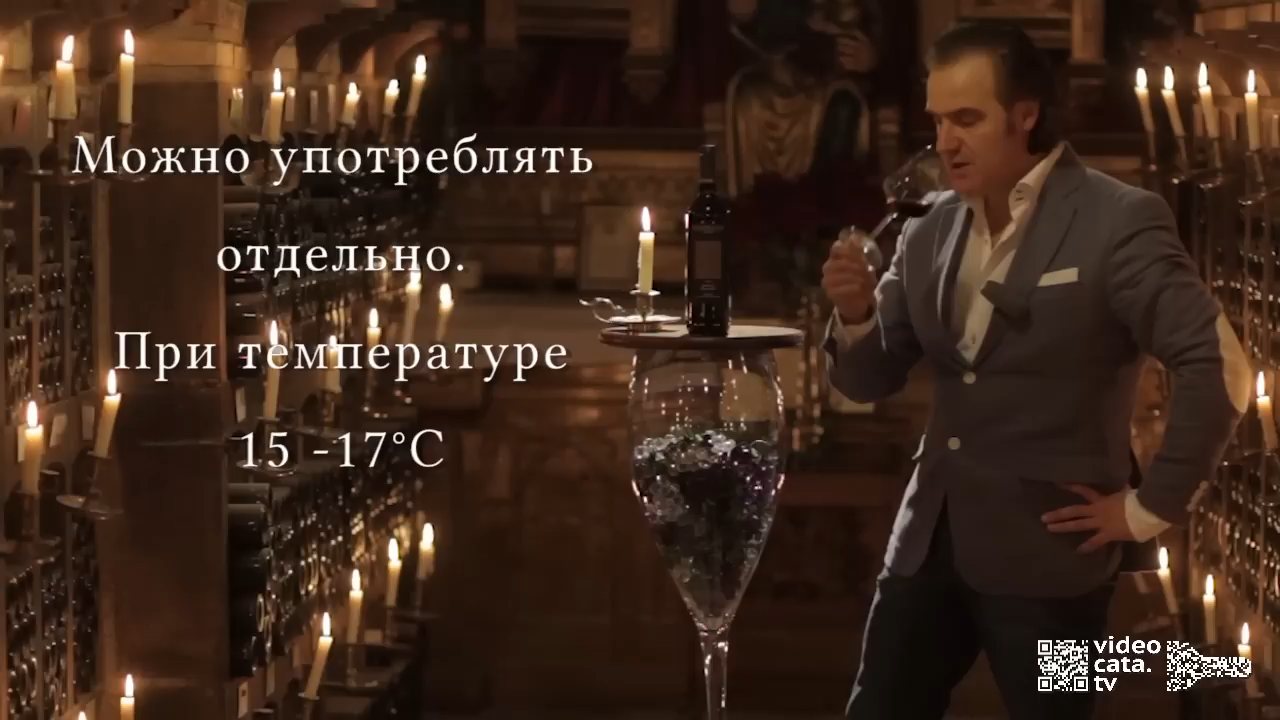 Можно употреблять
отдельно.
При температуре
15 -17°C
video
cata.
tv